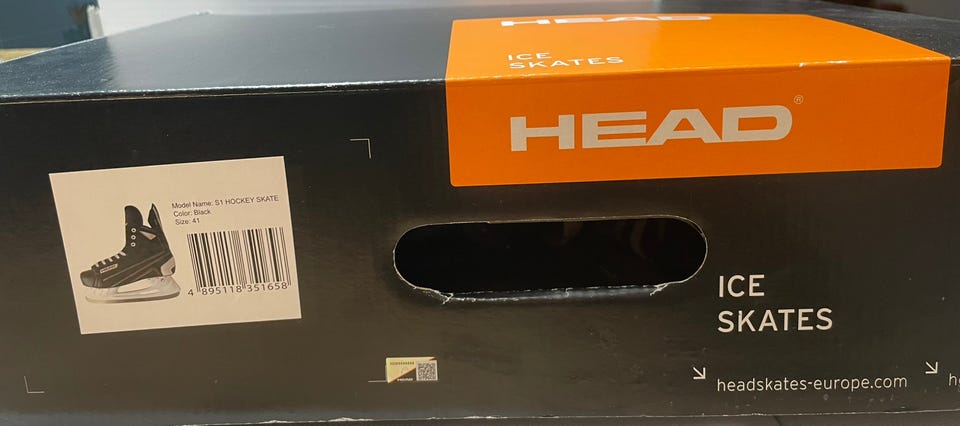 HEAD
ICE
SKATES
HEAD®
Model Name: S1 HOCKEY SKATE
Color: Black
Size: 41
4 895118 351658
ICE
SKATES
headskates-europe.com
HEAD